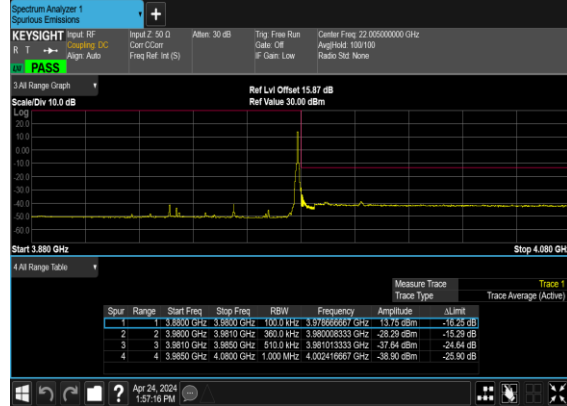 Spectrum Analyzer 1
Spurious Emissions
+
KEYSIGHT Input: RF Input Z: 50 Ω Atten: 30 dB Trig: Free Run Center Freq: 22.005000000 GHz
R T Coupling: DC Corr CCorr Gate: Off Avg|Hold: 100/100
Align: Auto Freq Ref: Int (S) IF Gain: Low Radio Std: None
LW PASS
3 All Range Graph
Ref Lvl Offset 15.87 dB
Scale/Div 10.0 dB Ref Value 30.00 dBm
Log
20.0
10.0
0.00
-10.0
-20.0
-30.0
-40.0
-50.0
-60.0
Start 3.880 GHz Stop 4.080 GHz
4 All Range Table
Measure Trace Trace 1
Trace Type Trace Average (Active)
Spur Range Start Freq Stop Freq RBW Frequency Amplitude ΔLimit
1 1 3.8800 GHz 3.9800 GHz 100.0 kHz 3.978666667 GHz 13.75 dBm -16.25 dB
2 2 3.9800 GHz 3.9810 GHz 360.0 kHz 3.980008333 GHz -28.29 dBm -15.29 dB
3 3 3.9810 GHz 3.9850 GHz 510.0 kHz 3.981013333 GHz -37.64 dBm -24.64 dB
4 4 3.9850 GHz 4.0800 GHz 1.000 MHz 4.002416667 GHz -38.90 dBm -25.90 dB
? Apr 24, 2024
1:57:16 PM